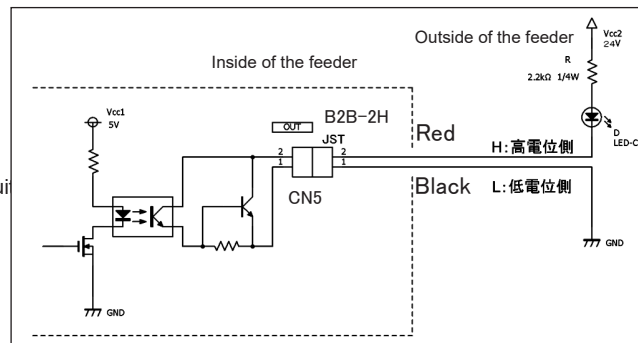 Outside of the feeder
Vcc2
24V
Inside of the feeder
R
2.2kΩ 1/4W
Vcc1
5V
OUT
B2B-2H
JST
Red
D
LED-C
H:高電位側
2
2
1
1
CN5
Black
L:低電位側
GND
GND